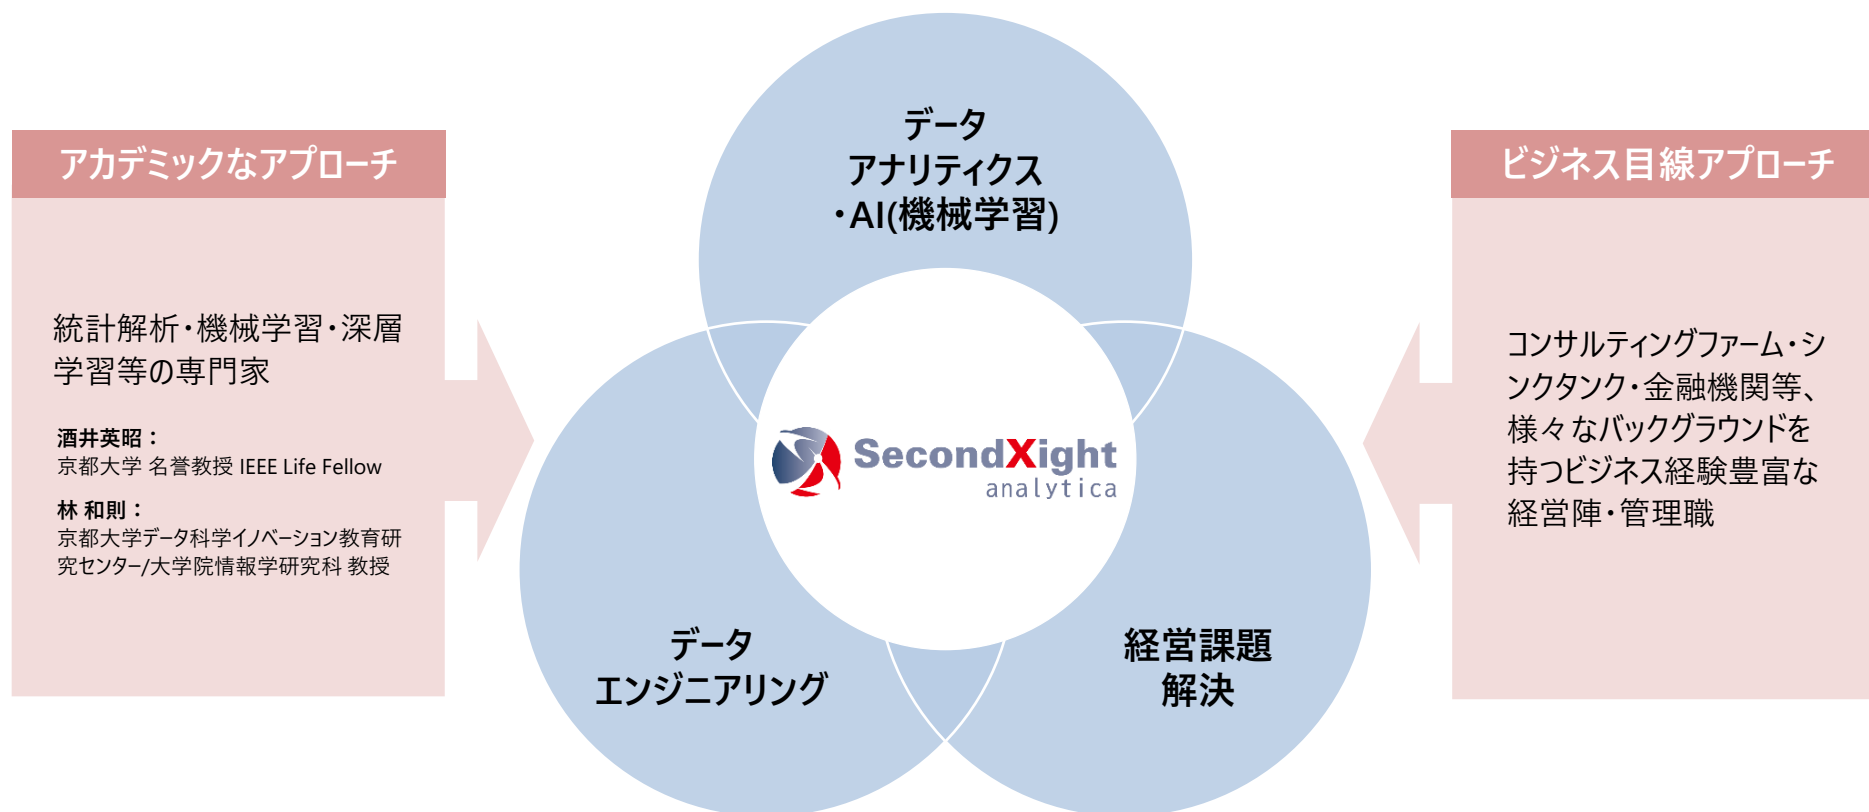 アカデミックなアプローチ
統計解析・機械学習・深層
学習等の専門家
酒井英昭：
京都大学 名誉教授 IEEE Life Fellow
林 和則：
京都大学データ科学イノベーション教育研
究センター/大学院情報学研究科 教授
データ
アナリティクス
・AI(機械学習)
SecondXight
analytica
データ
エンジニアリング
経営課題
解決
ビジネス目線アプローチ
コンサルティングファーム・シ
ンクタンク・金融機関等、
様々なバックグラウンドを
持つビジネス経験豊富な
経営陣・管理職